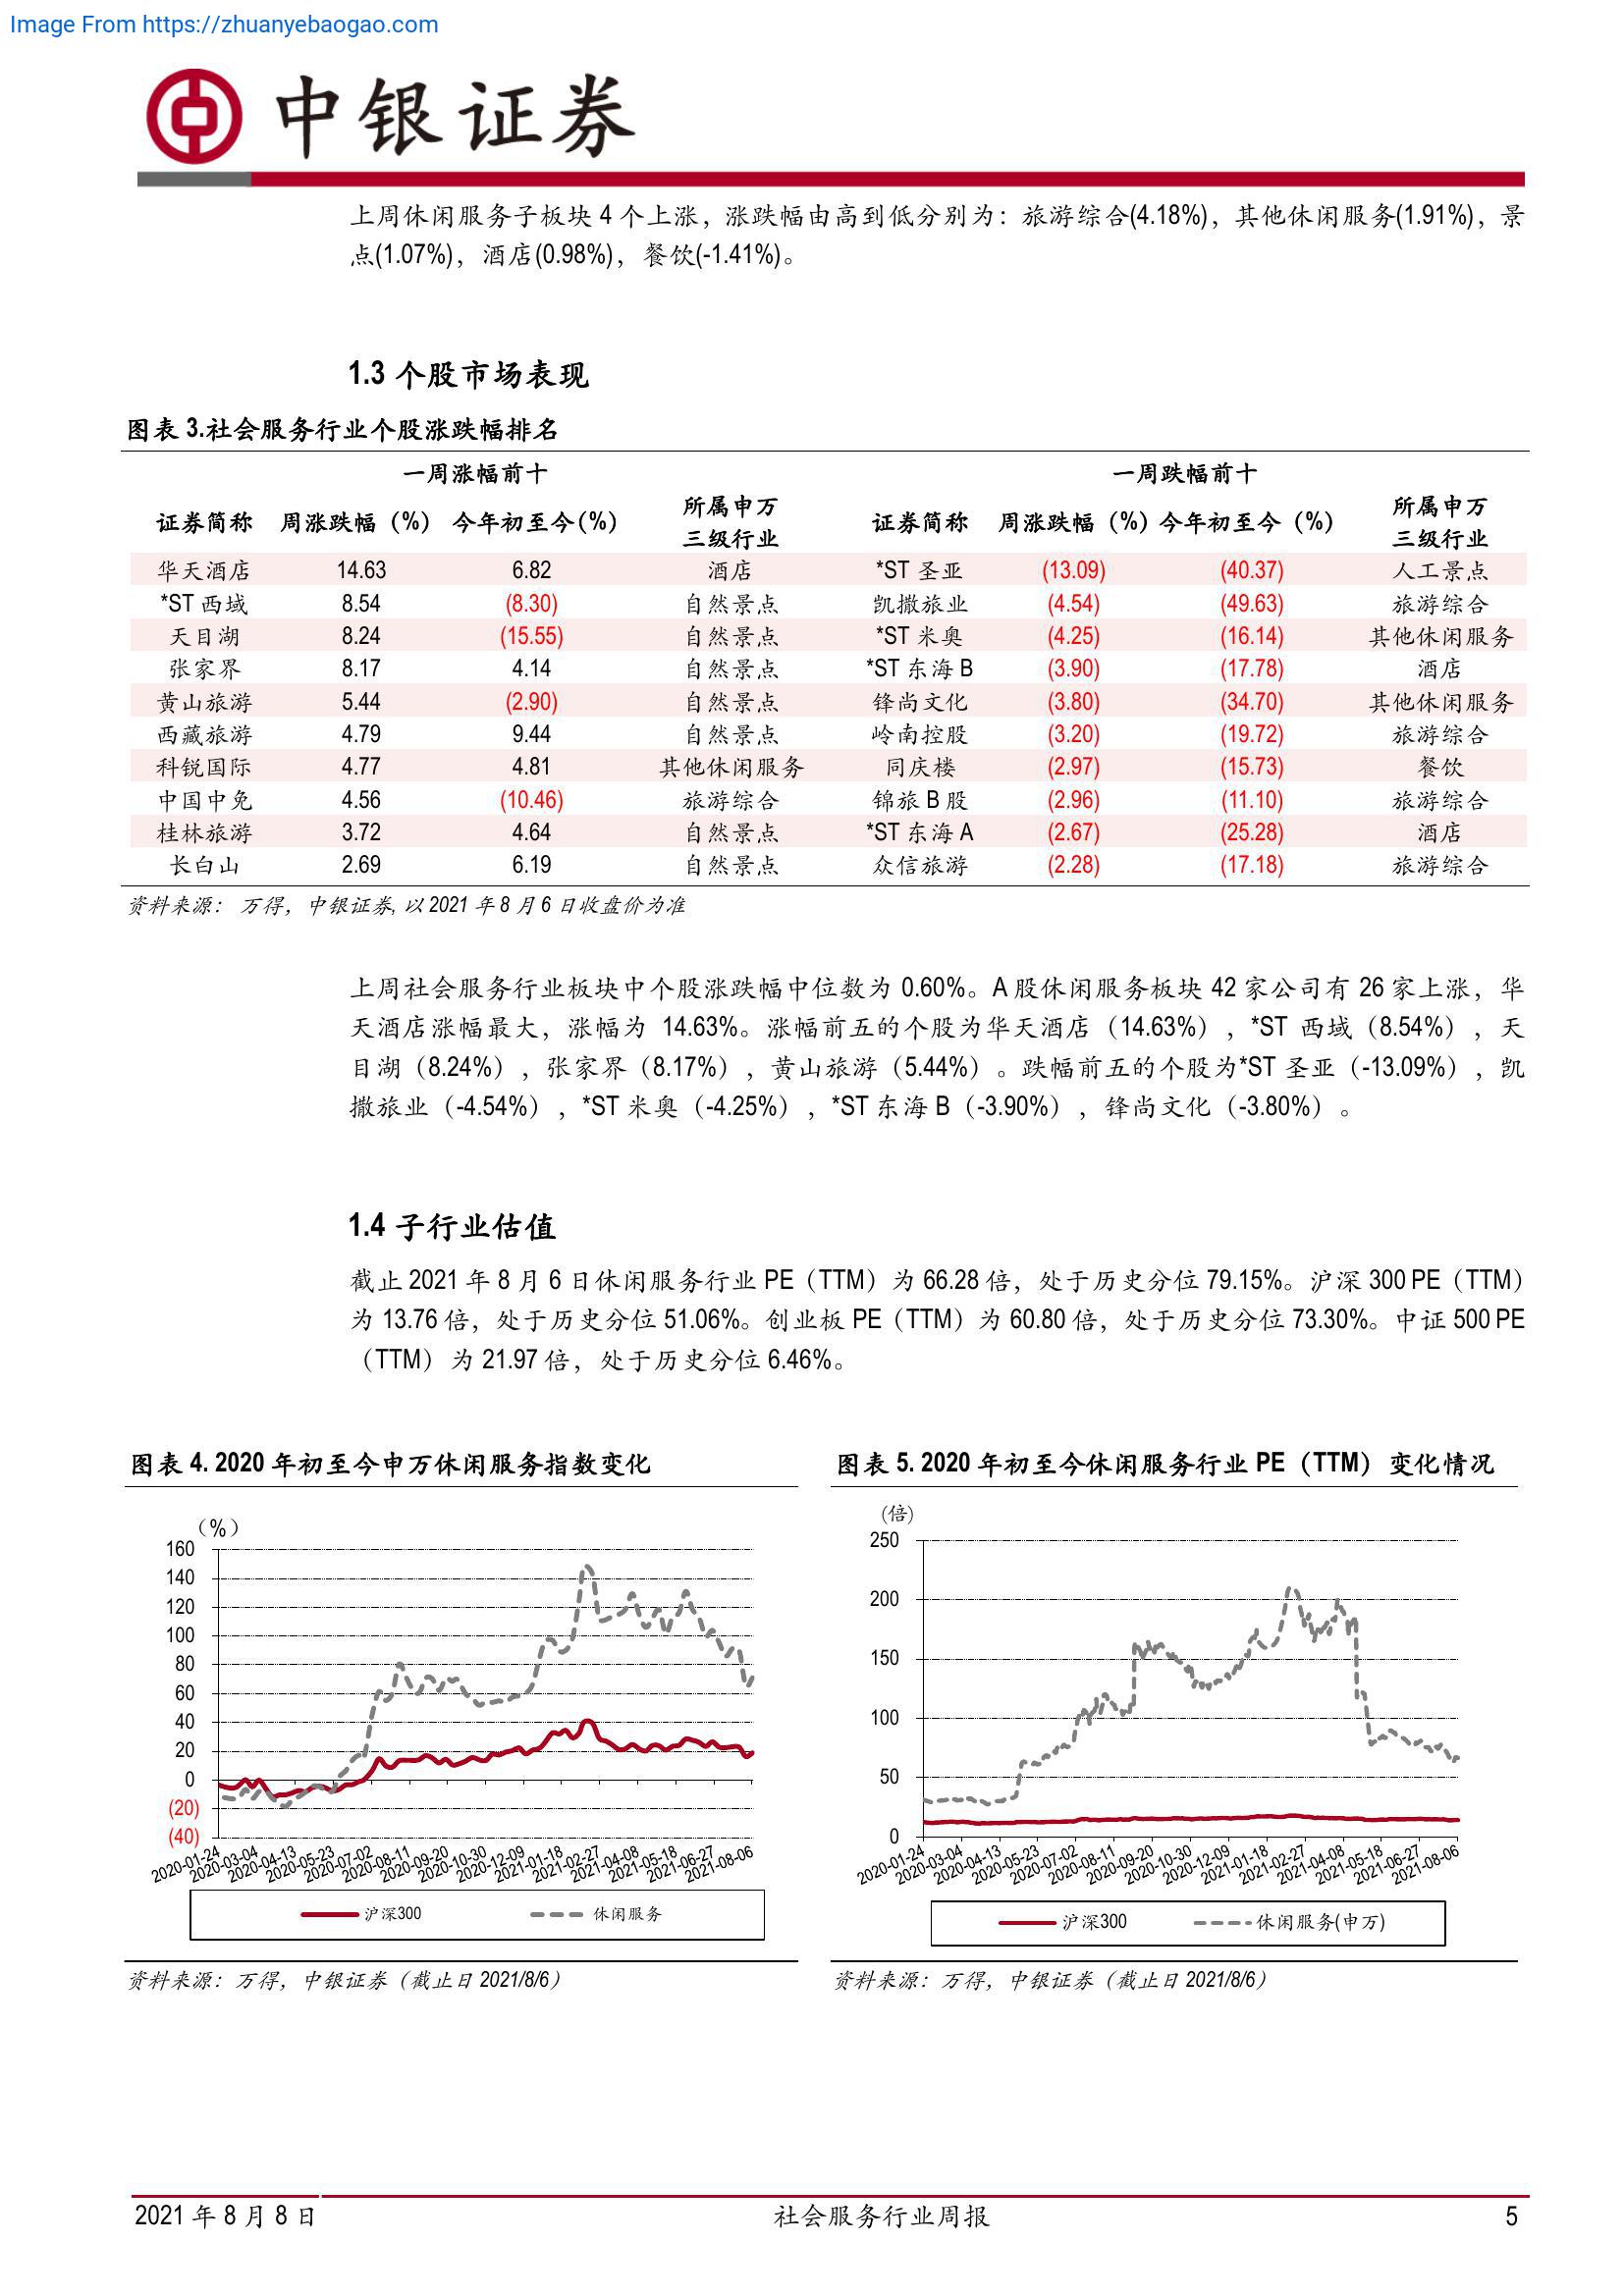 Image From https://zhuanyebaogao.com
中银证券
上周休闲服务子板块 4 个上涨，涨跌幅由高到低分别为：旅游综合(4.18%)，其他休闲服务(1.91%)，景
点(1.07%)，酒店(0.98%)，餐饮(-1.41%)。
1.3 个股市场表现
图表 3.社会服务行业个股涨跌幅排名
一周涨幅前十 一周跌幅前十
证券简称 周涨跌幅（%） 今年初至今(%) 所属申万三级行业 证券简称 周涨跌幅（%） 今年初至今（%） 所属申万三级行业
华天酒店 14.63 6.82 酒店 *ST 圣亚 (13.09) (40.37) 人工景点
*ST 西域 8.54 (8.30) 自然景点 凯撒旅业 (4.54) (49.63) 旅游综合
天目湖 8.24 (15.55) 自然景点 *ST 米奥 (4.25) (16.14) 其他休闲服务
张家界 8.17 4.14 自然景点 *ST 东海 B (3.90) (17.78) 酒店
黄山旅游 5.44 (2.90) 自然景点 锋尚文化 (3.80) (34.70) 其他休闲服务
西藏旅游 4.79 9.44 自然景点 岭南控股 (3.20) (19.72) 旅游综合
科锐国际 4.77 4.81 其他休闲服务 同庆楼 (2.97) (15.73) 餐饮
中国中免 4.56 (10.46) 旅游综合 锦旅 B 股 (2.96) (11.10) 旅游综合
桂林旅游 3.72 4.64 自然景点 *ST 东海 A (2.67) (25.28) 酒店
长白山 2.69 6.19 自然景点 众信旅游 (2.28) (17.18) 旅游综合
资料来源： 万得，中银证券, 以 2021 年 8 月 6 日收盘价为准
上周社会服务行业板块中个股涨跌幅中位数为 0.60%。A 股休闲服务板块 42 家公司有 26 家上涨，华
天酒店涨幅最大，涨幅为 14.63%。涨幅前五的个股为华天酒店（14.63%），*ST 西域（8.54%），天
目湖（8.24%），张家界（8.17%），黄山旅游（5.44%）。跌幅前五的个股为*ST 圣亚（-13.09%），凯
撒旅业（-4.54%），*ST 米奥（-4.25%），*ST 东海 B（-3.90%），锋尚文化（-3.80%）。
1.4 子行业估值
截止 2021 年 8 月 6 日休闲服务行业 PE（TTM）为 66.28 倍，处于历史分位 79.15%。沪深 300 PE（TTM）
为 13.76 倍，处于历史分位 51.06%。创业板 PE（TTM）为 60.80 倍，处于历史分位 73.30%。中证 500 PE
（TTM）为 21.97 倍，处于历史分位 6.46%。
图表 4. 2020 年初至今申万休闲服务指数变化
（%）
160
140
120
100
80
60
40
20
0
(20)
(40)
2020-01-24 2020-03-04 2020-04-13 2020-05-23 2020-07-02 2020-08-11 2020-09-20 2020-10-30 2020-12-09 2021-01-18 2021-02-27 2021-04-08 2021-05-18 2021-06-27 2021-08-06
沪深300 休闲服务
资料来源：万得，中银证券（截止日 2021/8/6）
图表 5. 2020 年初至今休闲服务行业 PE（TTM）变化情况
(倍)
250
200
150
100
50
0
2020-01-24 2020-03-04 2020-04-13 2020-05-23 2020-07-02 2020-08-11 2020-09-20 2020-10-30 2020-12-09 2021-01-18 2021-02-27 2021-04-08 2021-05-18 2021-06-27 2021-08-06
沪深300 休闲服务(申万)
资料来源：万得，中银证券（截止日 2021/8/6）
2021 年 8 月 8 日 社会服务行业周报 5